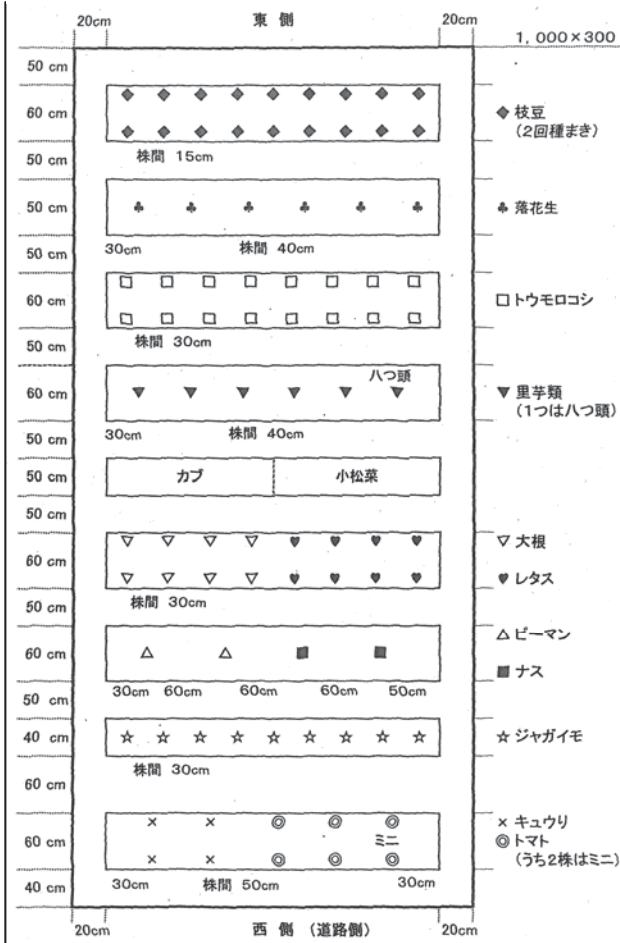 20cm 東 側 20cm
1,000×300
50 cm
60 cm
◆ 枝豆
(2回種まき)
50 cm
株間 15cm
50 cm
♣ 落花生
50 cm
30cm 株間 40cm
60 cm
□ トウモロコシ
50 cm
株間 30cm
八つ頭
60 cm
▼ 里芋類
(1つは八つ頭)
50 cm
30cm 株間 40cm
50 cm
カブ 小松菜
50 cm
60 cm
▽ 大根
♥ レタス
50 cm
株間 30cm
60 cm
△ ピーマン
■ ナス
30cm 60cm 60cm 60cm 50cm
50 cm
40 cm
☆ ジャガイモ
株間 30cm
60 cm
60 cm
× キュウり
ミニ
◎ トマト
(うち2株はミニ)
40 cm
30cm 株間 50cm 30cm
20cm 西 側 (道路側) 20cm